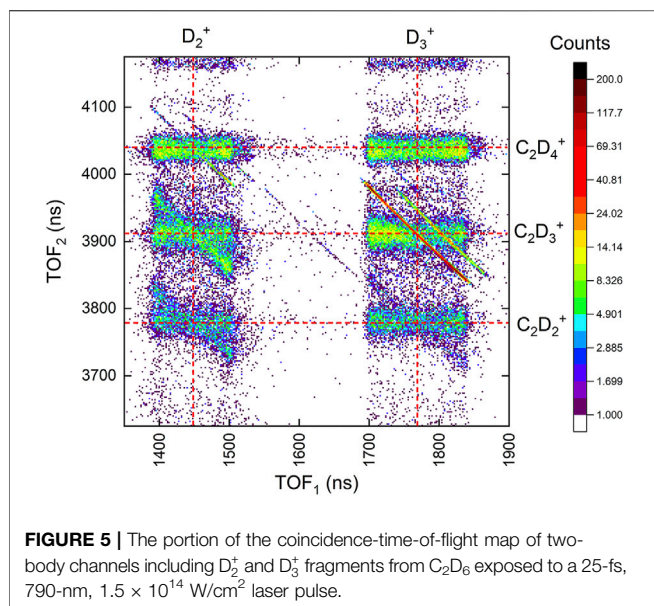 D₂⁺ D₃⁺
Counts
4100
4000
3900
3800
3700
TOF₂ (ns)
C₂D₄⁺
C₂D₃⁺
C₂D₂⁺
200.0
117.7
69.31
40.81
24.02
14.14
8.326
4.901
2.885
1.699
1.000
1400 1500 1600 1700 1800 1900
TOF₁ (ns)
FIGURE 5 | The portion of the coincidence-time-of-flight map of two-
body channels including D₂⁺ and D₃⁺ fragments from C₂D₆ exposed to a 25-fs,
790-nm, 1.5 × 10¹⁴ W/cm² laser pulse.